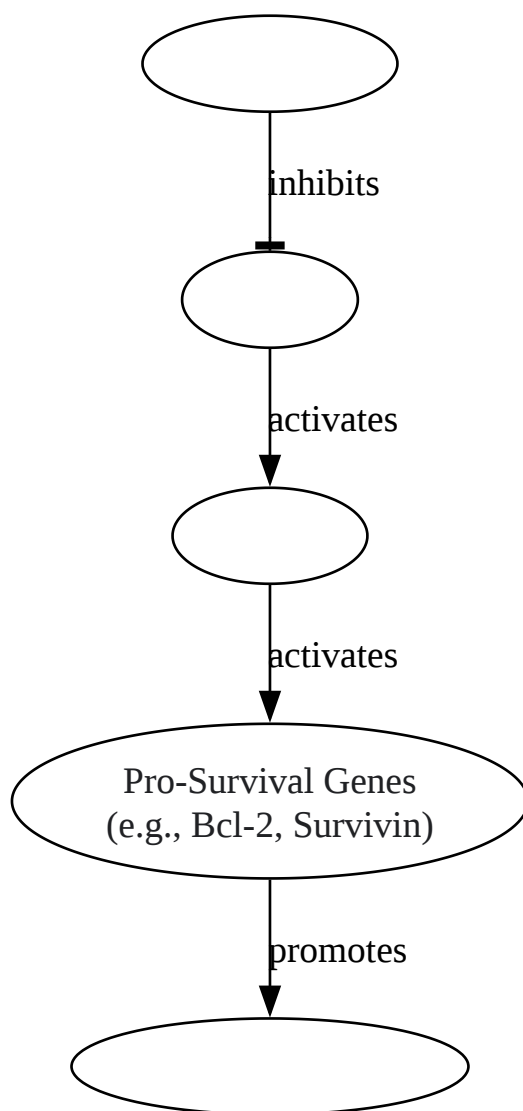 inhibits
activates
activates
Pro-Survival Genes
(e.g., Bcl-2, Survivin)
promotes